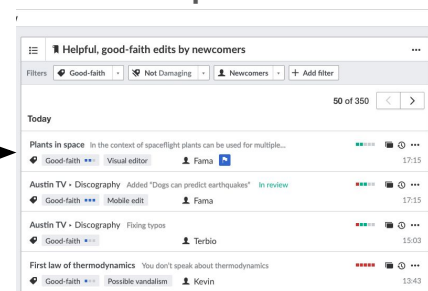 Helpful, good-faith edits by newcomers
Filters Good-faith Not Damaging Newcomers + Add filter
50 of 350
Today
Plants in space In the context of spaceflight plants can be used for multiple...
Good-faith Visual editor Fama 17:15
Austin TV • Discography Added "Dogs can predict earthquakes" In review
Good-faith Mobile edit Fama 17:15
Austin TV • Discography Fixing typos
Good-faith Terbio 15:03
First law of thermodynamics You don't speak about thermodynamics
Good-faith Possible vandalism Kevin 13:43